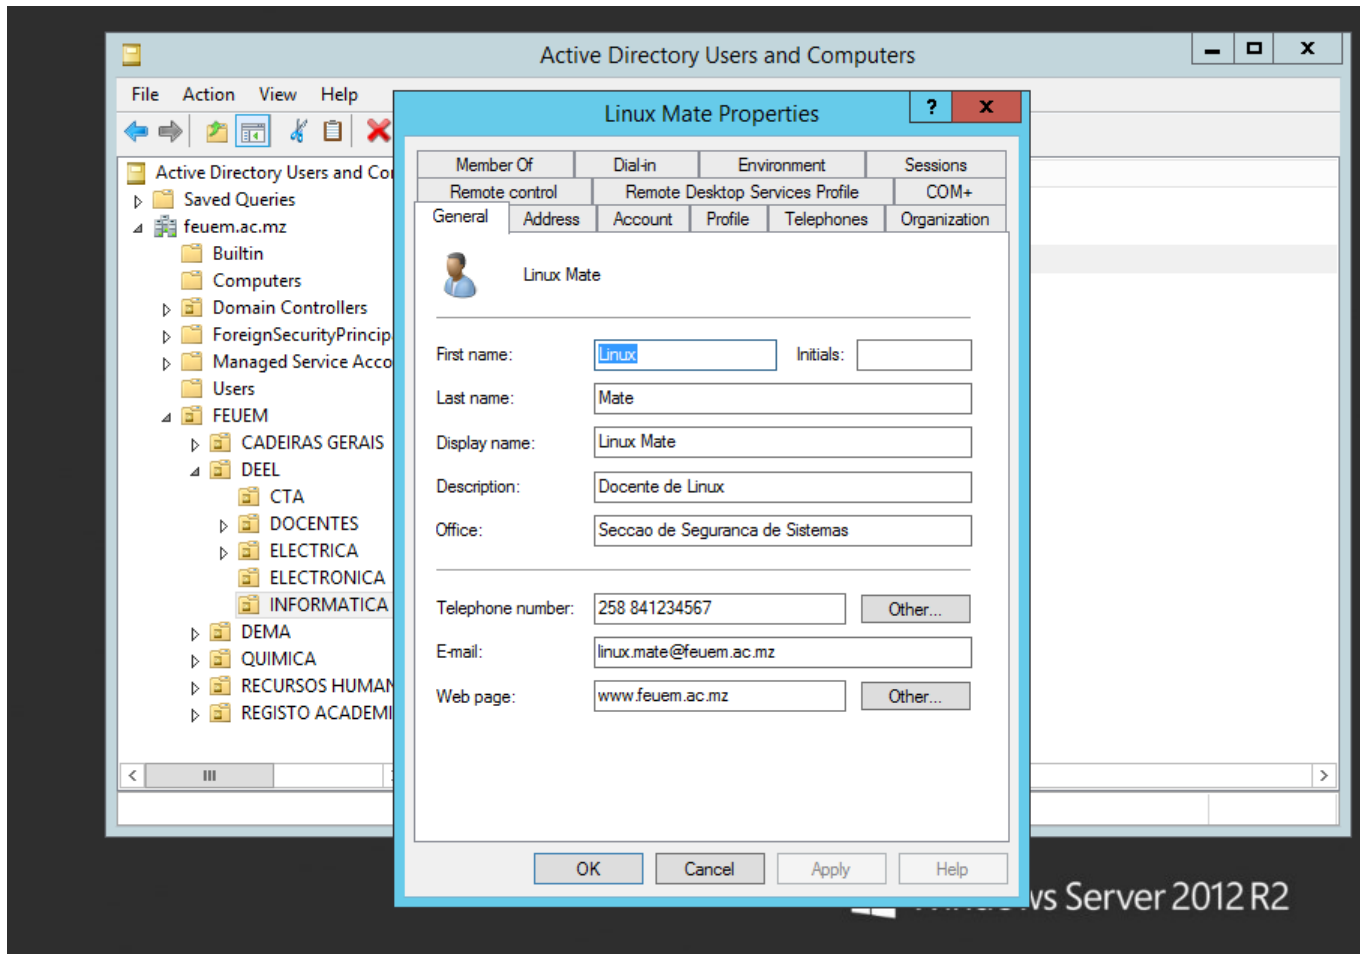 Active Directory Users and Computers
File Action View Help
Active Directory Users and Co
Saved Queries
feuem.ac.mz
Builtin
Computers
Domain Controllers
ForeignSecurityPrincip
Managed Service Acco
Users
FEUEM
CADEIRAS GERAIS
DEEL
CTA
DOCENTES
ELECTRICA
ELECTRONICA
INFORMATICA
DEMA
QUIMICA
RECURSOS HUMAN
REGISTO ACADEMI
Linux Mate Properties
Member Of Dial-in Environment Sessions
Remote control Remote Desktop Services Profile COM+
General Address Account Profile Telephones Organization
Linux Mate
First name: Linux Initials:
Last name: Mate
Display name: Linux Mate
Description: Docente de Linux
Office: Seccao de Seguranca de Sistemas
Telephone number: 258 841234567 Other...
E-mail: linux.mate@feuem.ac.mz
Web page: www.feuem.ac.mz Other...
OK Cancel Apply Help
Server 2012 R2